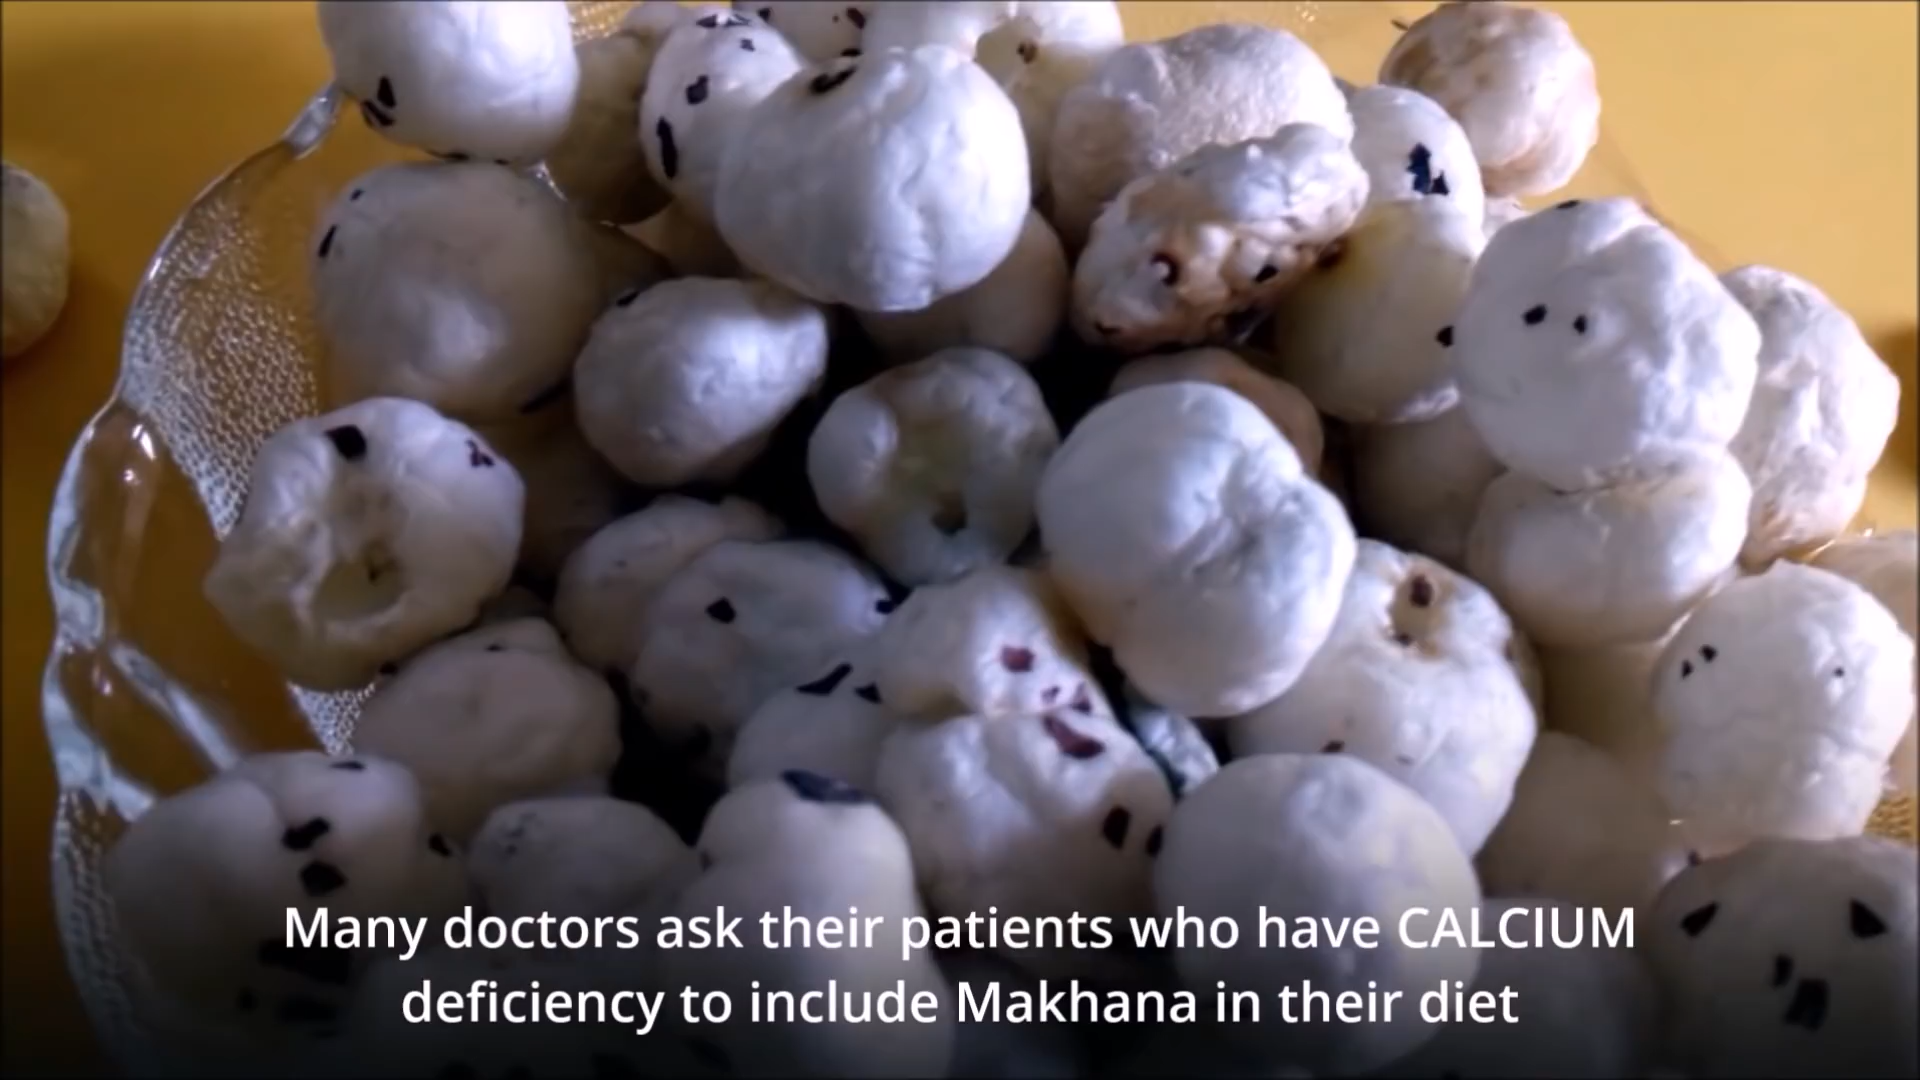 Many doctors ask their patients who have CALCIUM
deficiency to include Makhana in their diet